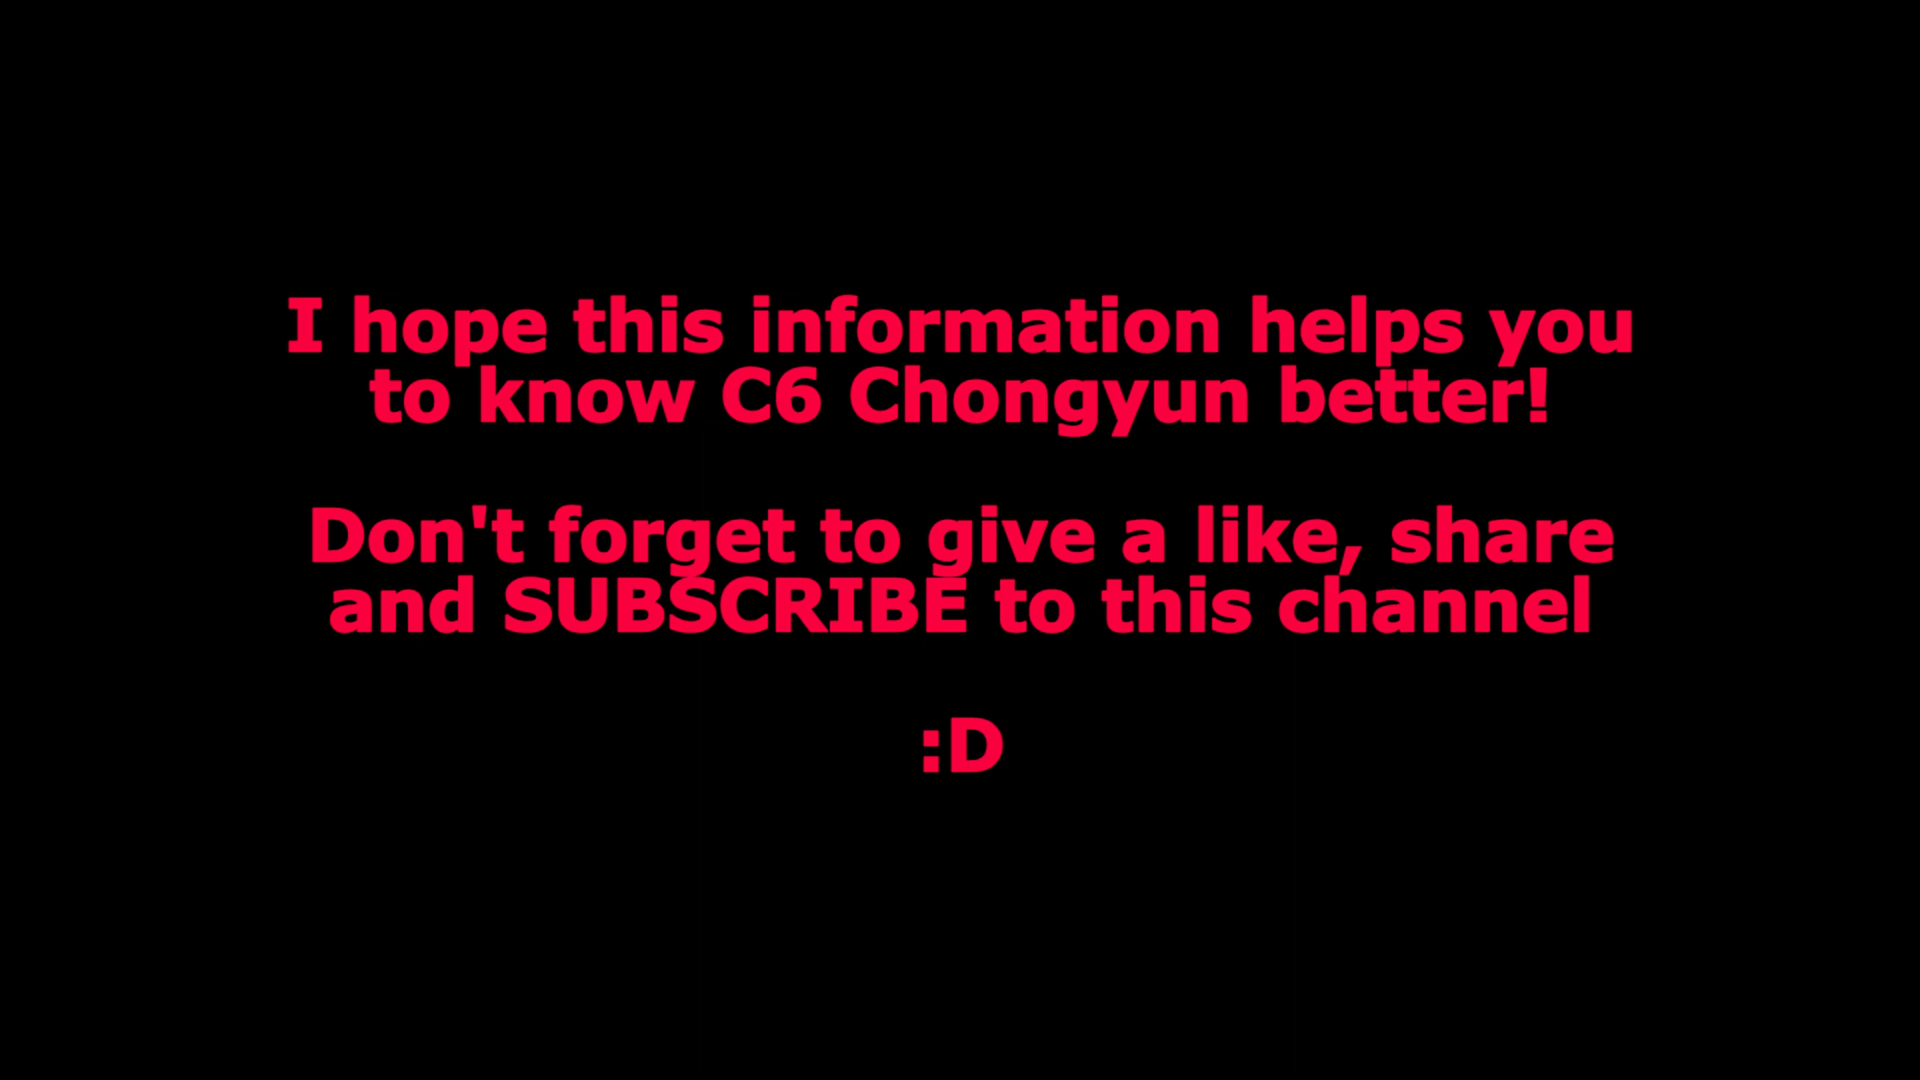 I hope this information helps you
to know C6 Chongyun better!
Don't forget to give a like, share
and SUBSCRIBE to this channel
:D